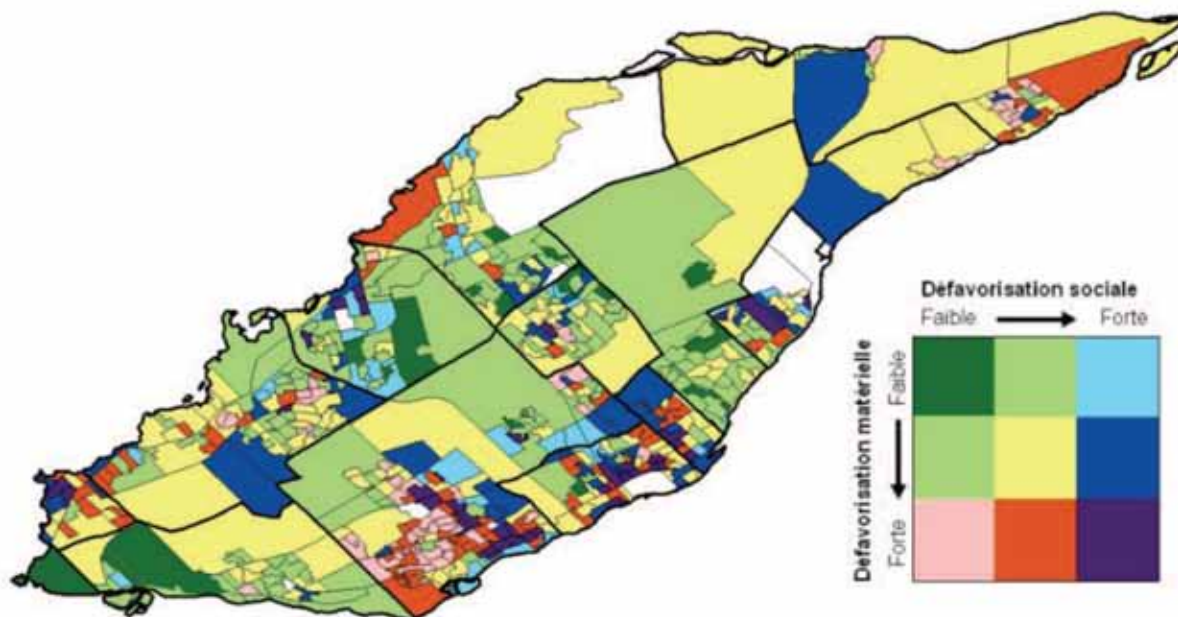 Défavorisation sociale
Faible Forte
Défavorisation matérielle
Faible
Forte